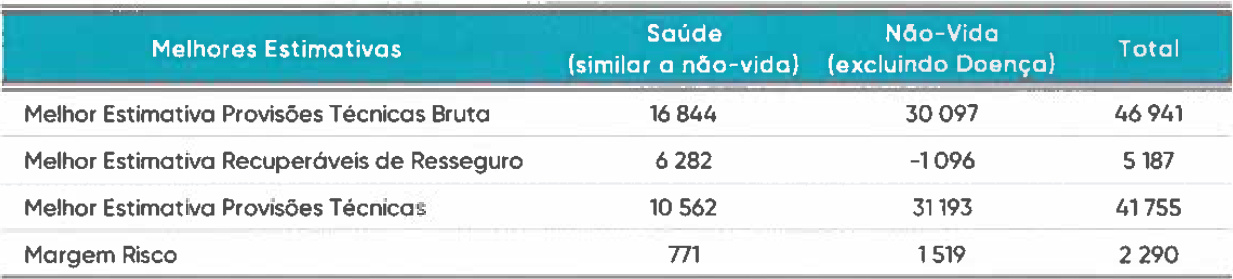 Melhores Estimativas Saúde (similar a não-vida) Não-Vida (excluindo Doença) Total
Melhor Estimativa Provisões Técnicas Bruta 16 844 30 097 46 941
Melhor Estimativa Recuperáveis de Resseguro 6 282 -1 096 5 187
Melhor Estimativa Provisões Técnicas 10 562 31 193 41 755
Margem Risco 771 1 519 2 290